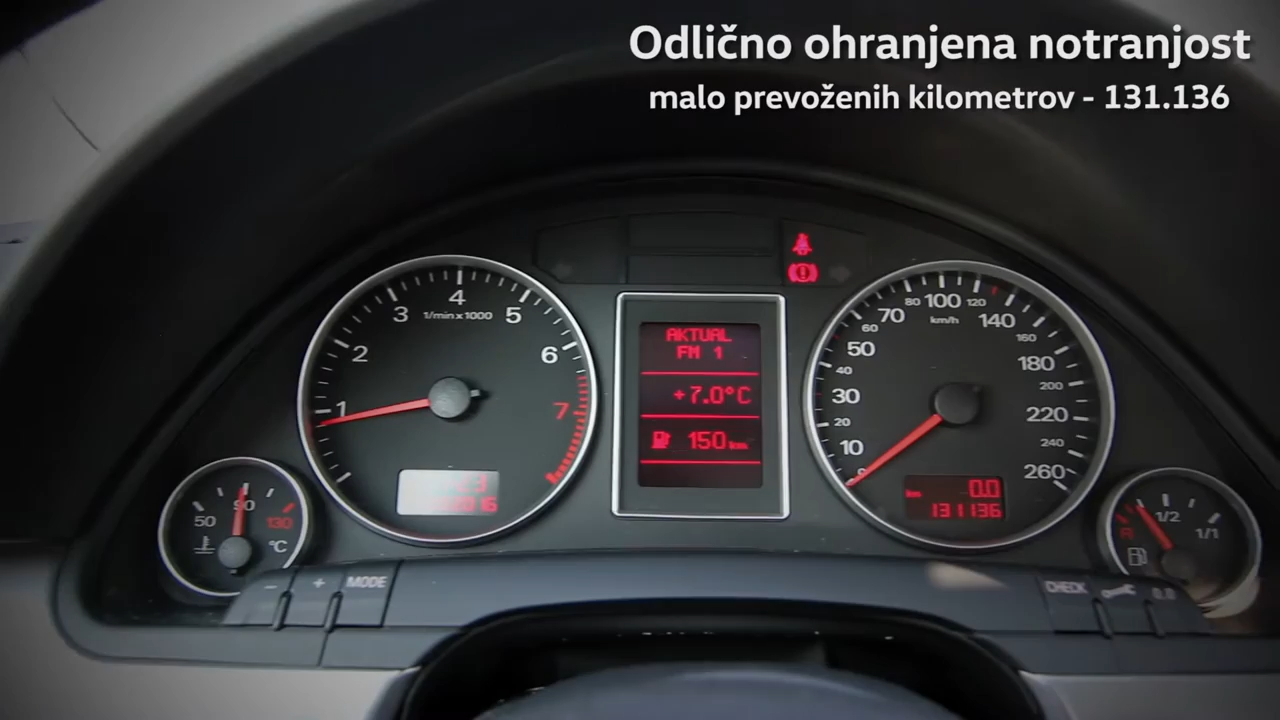 Odlično ohranjena notranjost
malo prevoženih kilometrov - 131.136
1
2
3
4
5
6
7
1/min x 1000
AKTUAL
FM 1
+7.0°C
150 km
0
10
20
30
40
50
60
70
80
100
120
140
160
180
200
220
240
260
km/h
km 0.0
131136
50
90
130
°C
R
1/2
1/1
- + MODE
CHECK 0.0